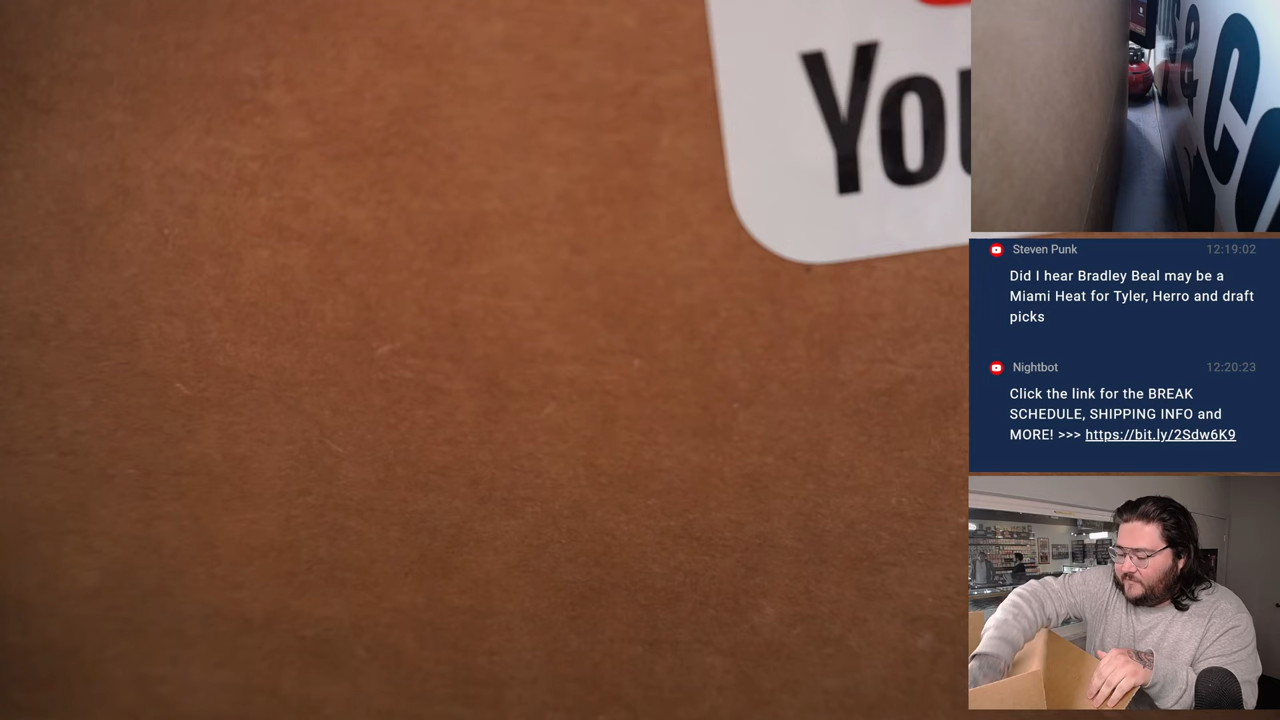 You
& Co
Steven Punk 12:19:02
Did I hear Bradley Beal may be a
Miami Heat for Tyler, Herro and draft
picks
Nightbot 12:20:23
Click the link for the BREAK
SCHEDULE, SHIPPING INFO and
MORE! >>> https://bit.ly/2Sdw6K9